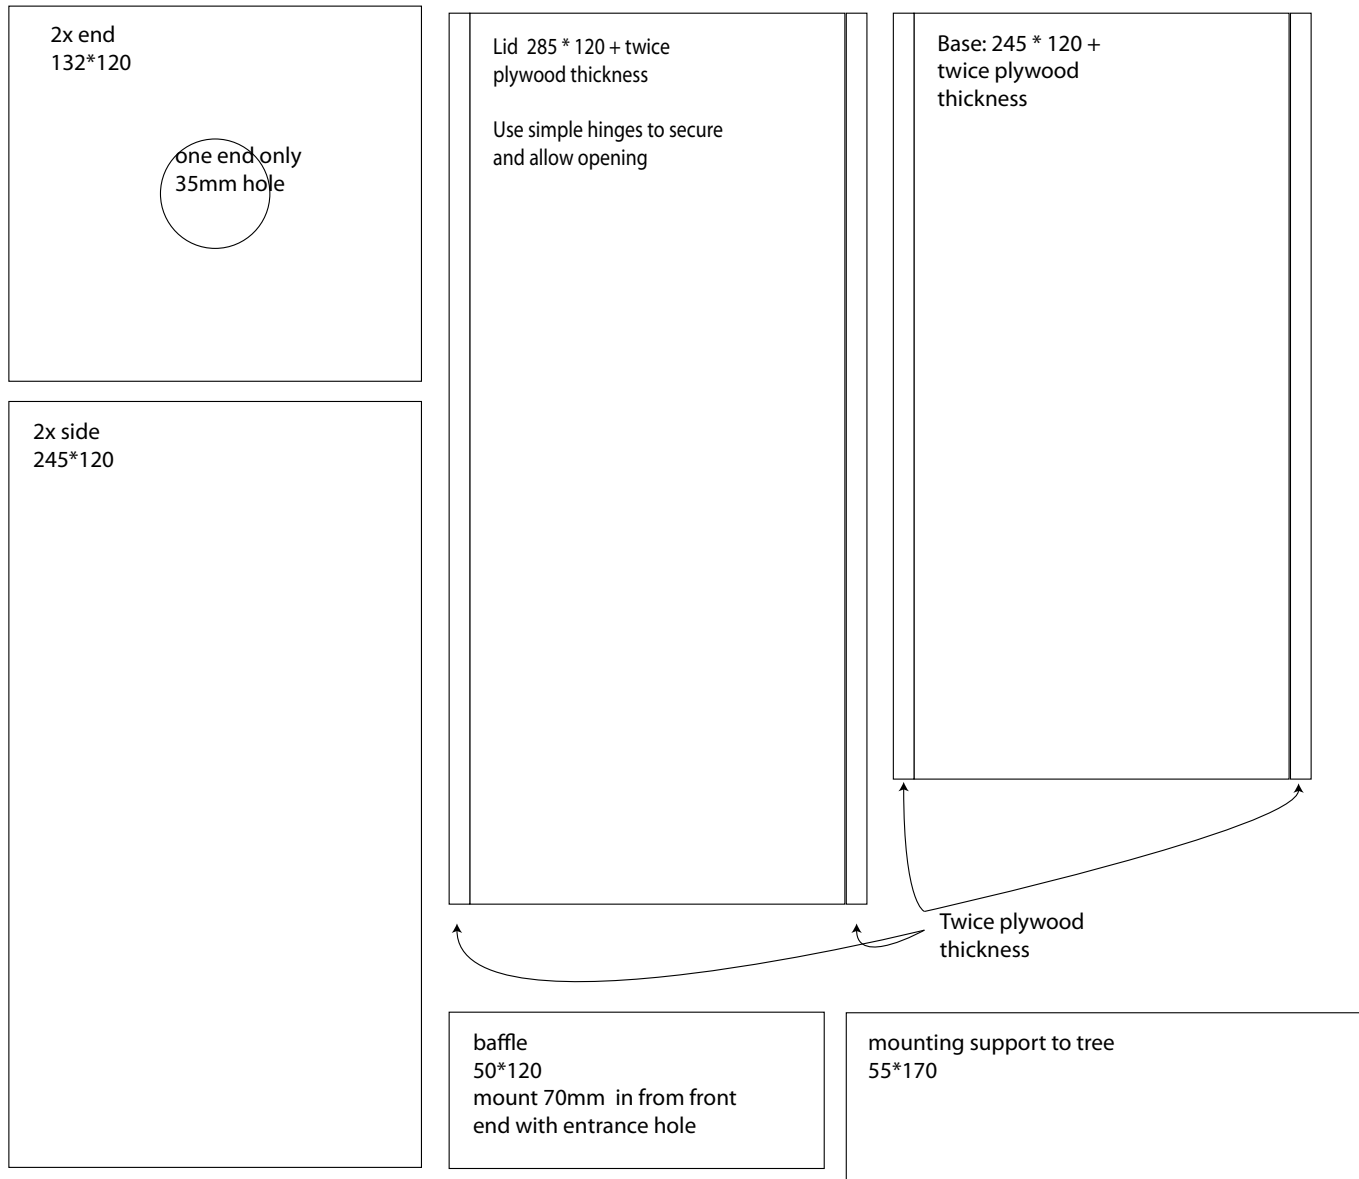 2x end
132*120
one end only
35mm hole
Lid  285 * 120 + twice
plywood thickness
Use simple hinges to secure
and allow opening
Base: 245 * 120 +
twice plywood
thickness
2x side
245*120
Twice plywood
thickness
baffle
50*120
mount 70mm  in from front
end with entrance hole
mounting support to tree
55*170